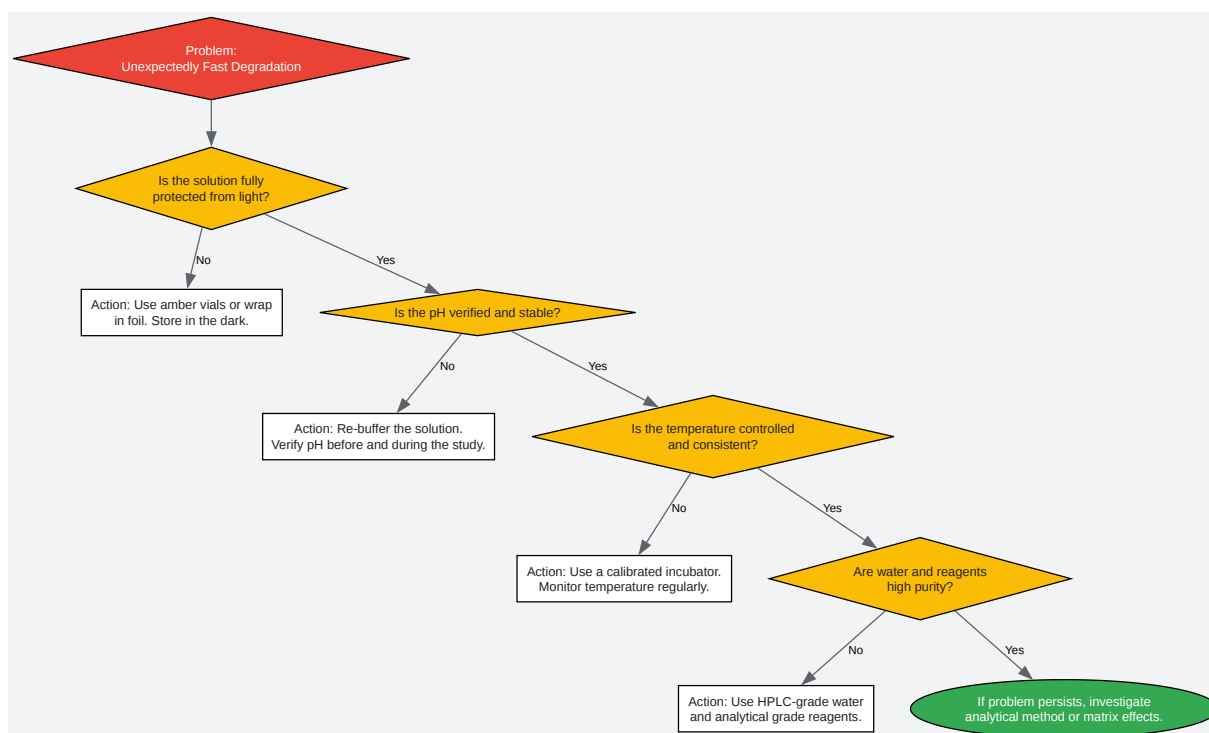 Problem:
Unexpectedly Fast Degradation
Is the solution fully
protected from light?
No
Yes
Action: Use amber vials or wrap
in foil. Store in the dark.
Is the pH verified and stable?
No
Yes
Action: Re-buffer the solution.
Verify pH before and during the study.
Is the temperature controlled
and consistent?
No
Yes
Action: Use a calibrated incubator.
Monitor temperature regularly.
Are water and reagents
high purity?
No
Yes
Action: Use HPLC-grade water
and analytical grade reagents.
If problem persists, investigate
analytical method or matrix effects.